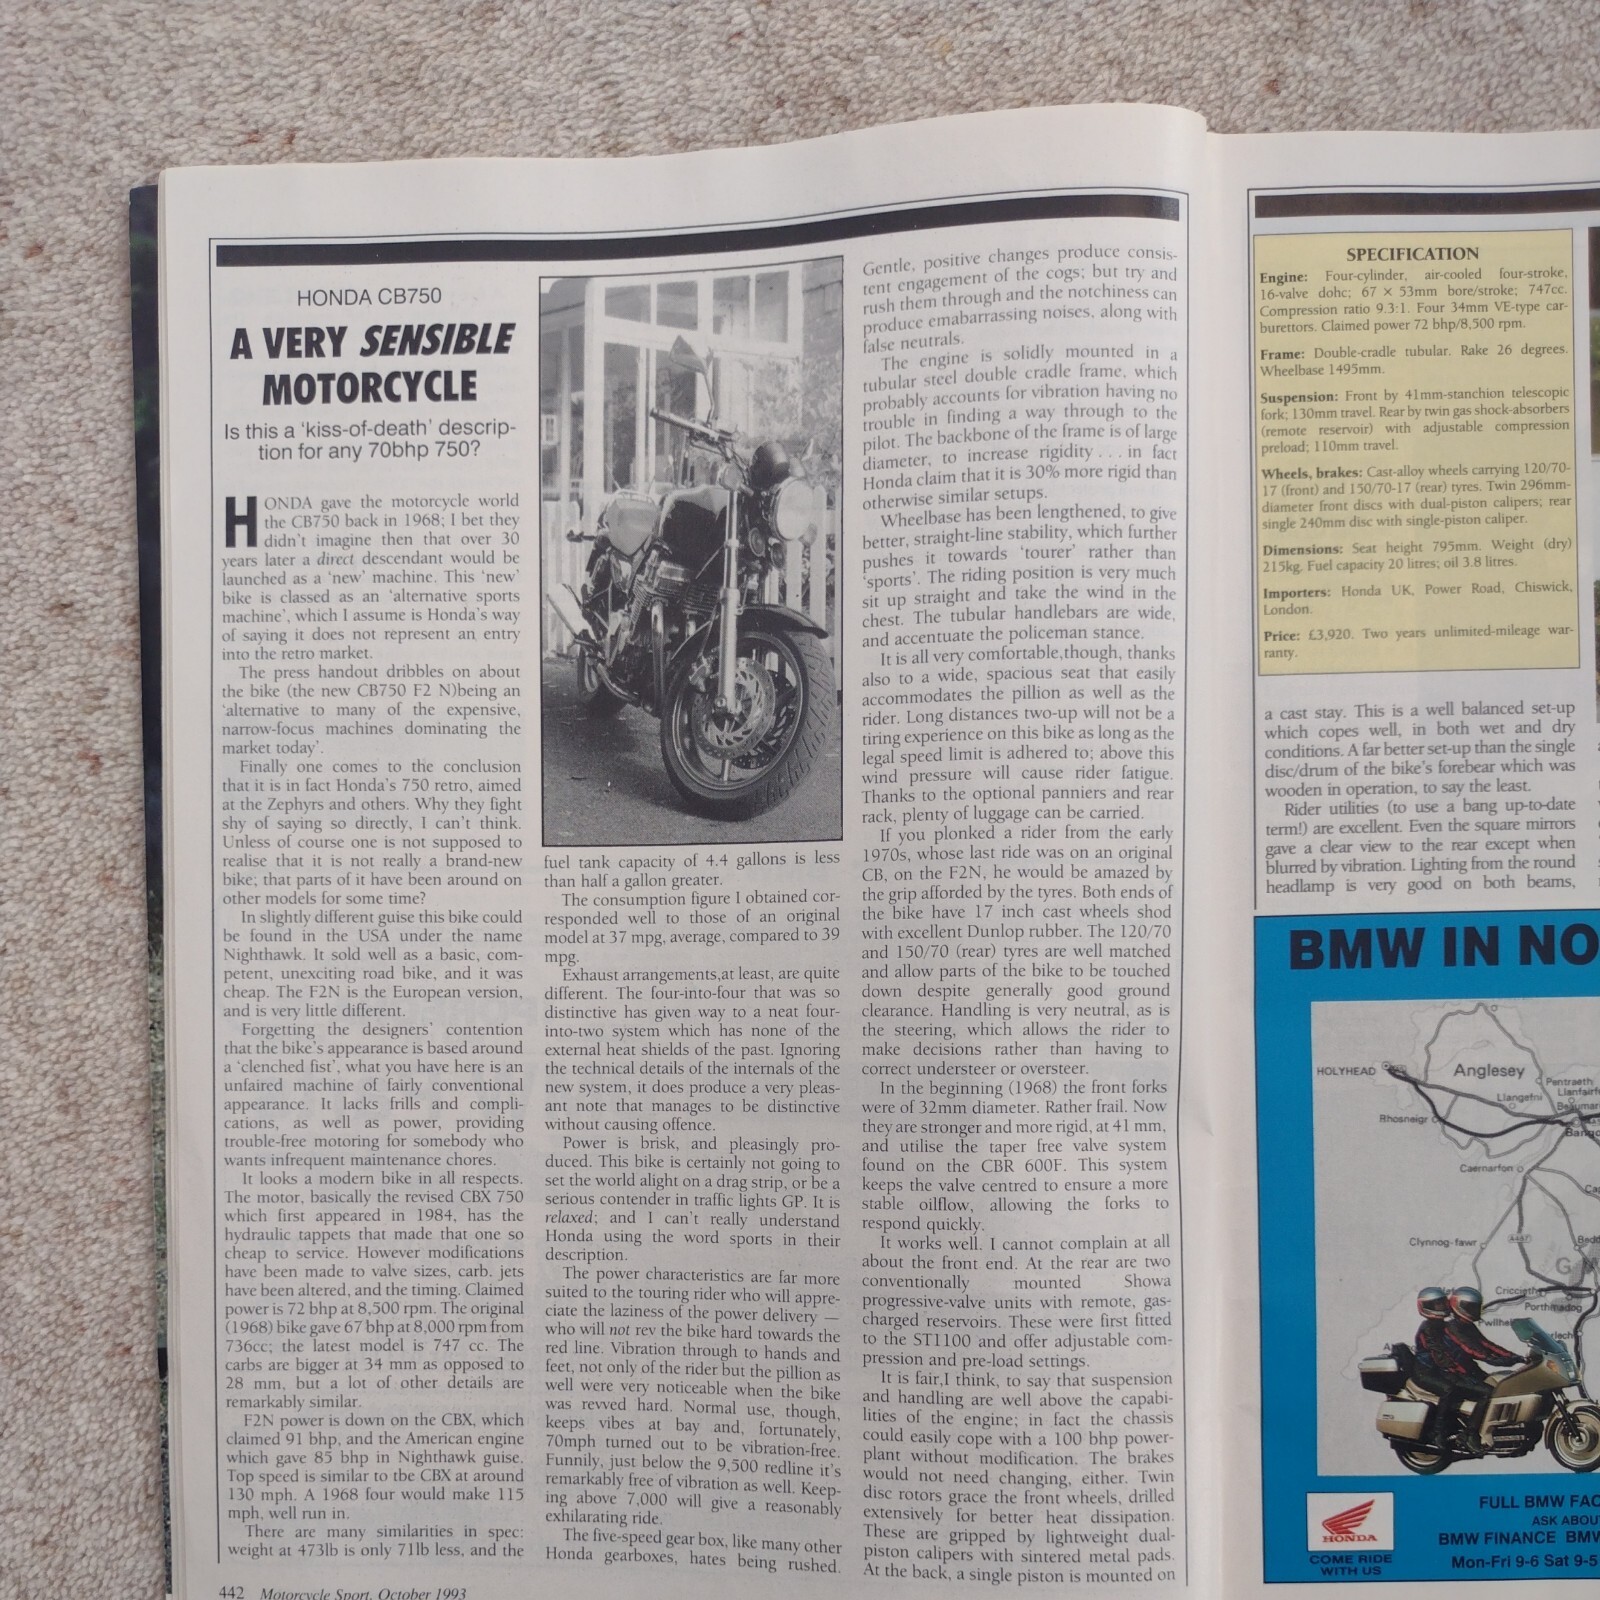 HONDA CB750
A VERY SENSIBLE
MOTORCYCLE
Is this a ‘kiss-of-death’ descrip-
tion for any 70bhp 750?
HONDA gave the motorcycle world
the CB750 back in 1968; I bet they
didn’t imagine then that over 30
years later a direct descendant would be
launched as a ‘new’ machine. This ‘new’
bike is classed as an ‘alternative sports
machine’, which I assume is Honda’s way
of saying it does not represent an entry
into the retro market.
The press handout dribbles on about
the bike (the new CB750 F2 N)being an
‘alternative to many of the expensive,
narrow-focus machines dominating the
market today’.
Finally one comes to the conclusion
that it is in fact Honda’s 750 retro, aimed
at the Zephyrs and others. Why they fight
shy of saying so directly, I can’t think.
Unless of course one is not supposed to
realise that it is not really a brand-new
bike; that parts of it have been around on
other models for some time?
In slightly different guise this bike could
be found in the USA under the name
Nighthawk. It sold well as a basic, com-
petent, unexciting road bike, and it was
cheap. The F2N is the European version,
and is very little different.
Forgetting the designers’ contention
that the bike’s appearance is based around
a ‘clenched fist’, what you have here is an
unfaired machine of fairly conventional
appearance. It lacks frills and compli-
cations, as well as power, providing
trouble-free motoring for somebody who
wants infrequent maintenance chores.
It looks a modern bike in all respects.
The motor, basically the revised CBX 750
which first appeared in 1984, has the
hydraulic tappets that made that one so
cheap to service. However modifications
have been made to valve sizes, carb. jets
have been altered, and the timing. Claimed
power is 72 bhp at 8,500 rpm. The original
(1968) bike gave 67 bhp at 8,000 rpm from
736cc; the latest model is 747 cc. The
carbs are bigger at 34 mm as opposed to
28 mm, but a lot of other details are
remarkably similar.
F2N power is down on the CBX, which
claimed 91 bhp, and the American engine
which gave 85 bhp in Nighthawk guise.
Top speed is similar to the CBX at around
130 mph. A 1968 four would make 115
mph, well run in.
There are many similarities in spec:
weight at 473lb is only 71lb less, and the
fuel tank capacity of 4.4 gallons is less
than half a gallon greater.
The consumption figure I obtained cor-
responded well to those of an original
model at 37 mpg, average, compared to 39
mpg.
Exhaust arrangements,at least, are quite
different. The four-into-four that was so
distinctive has given way to a neat four-
into-two system which has none of the
external heat shields of the past. Ignoring
the technical details of the internals of the
new system, it does produce a very pleas-
ant note that manages to be distinctive
without causing offence.
Power is brisk, and pleasingly pro-
duced. This bike is certainly not going to
set the world alight on a drag strip, or be a
serious contender in traffic lights GP. It is
relaxed; and I can’t really understand
Honda using the word sports in their
description.
The power characteristics are far more
suited to the touring rider who will appre-
ciate the laziness of the power delivery —
who will not rev the bike hard towards the
red line. Vibration through to hands and
feet, not only of the rider but the pillion as
well were very noticeable when the bike
was revved hard. Normal use, though,
keeps vibes at bay and, fortunately,
70mph turned out to be vibration-free.
Funnily, just below the 9,500 redline it’s
remarkably free of vibration as well. Keep-
ing above 7,000 will give a reasonably
exhilarating ride.
The five-speed gear box, like many other
Honda gearboxes, hates being rushed.
Gentle, positive changes produce consis-
tent engagement of the cogs; but try and
rush them through and the notchiness can
produce emabarrassing noises, along with
false neutrals.
The engine is solidly mounted in a
tubular steel double cradle frame, which
probably accounts for vibration having no
trouble in finding a way through to the
pilot. The backbone of the frame is of large
diameter, to increase rigidity . . . in fact
Honda claim that it is 30% more rigid than
otherwise similar setups.
Wheelbase has been lengthened, to give
better, straight-line stability, which further
pushes it towards ‘tourer’ rather than
‘sports’. The riding position is very much
sit up straight and take the wind in the
chest. The tubular handlebars are wide,
and accentuate the policeman stance.
It is all very comfortable,though, thanks
also to a wide, spacious seat that easily
accommodates the pillion as well as the
rider. Long distances two-up will not be a
tiring experience on this bike as long as the
legal speed limit is adhered to; above this
wind pressure will cause rider fatigue.
Thanks to the optional panniers and rear
rack, plenty of luggage can be carried.
If you plonked a rider from the early
1970s, whose last ride was on an original
CB, on the F2N, he would be amazed by
the grip afforded by the tyres. Both ends of
the bike have 17 inch cast wheels shod
with excellent Dunlop rubber. The 120/70
and 150/70 (rear) tyres are well matched
and allow parts of the bike to be touched
down despite generally good ground
clearance. Handling is very neutral, as is
the steering, which allows the rider to
make decisions rather than having to
correct understeer or oversteer.
In the beginning (1968) the front forks
were of 32mm diameter. Rather frail. Now
they are stronger and more rigid, at 41 mm,
and utilise the taper free valve system
found on the CBR 600F. This system
keeps the valve centred to ensure a more
stable oilflow, allowing the forks to
respond quickly.
It works well. I cannot complain at all
about the front end. At the rear are two
conventionally mounted Showa
progressive-valve units with remote, gas-
charged reservoirs. These were first fitted
to the ST1100 and offer adjustable com-
pression and pre-load settings.
It is fair,I think, to say that suspension
and handling are well above the capabi-
lities of the engine; in fact the chassis
could easily cope with a 100 bhp power-
plant without modification. The brakes
would not need changing, either. Twin
disc rotors grace the front wheels, drilled
extensively for better heat dissipation.
These are gripped by lightweight dual-
piston calipers with sintered metal pads.
At the back, a single piston is mounted on
442 Motorcycle Sport, October 1993
SPECIFICATION
Engine: Four-cylinder, air-cooled four-stroke,
16-valve dohc; 67 × 53mm bore/stroke; 747cc.
Compression ratio 9.3:1. Four 34mm VE-type car-
burettors. Claimed power 72 bhp/8,500 rpm.
Frame: Double-cradle tubular. Rake 26 degrees.
Wheelbase 1495mm.
Suspension: Front by 41mm-stanchion telescopic
fork; 130mm travel. Rear by twin gas shock-absorbers
(remote reservoir) with adjustable compression
preload; 110mm travel.
Wheels, brakes: Cast-alloy wheels carrying 120/70-
17 (front) and 150/70-17 (rear) tyres. Twin 296mm-
diameter front discs with dual-piston calipers; rear
single 240mm disc with single-piston caliper.
Dimensions: Seat height 795mm. Weight (dry)
215kg. Fuel capacity 20 litres; oil 3.8 litres.
Importers: Honda UK, Power Road, Chiswick,
London.
Price: £3,920. Two years unlimited-mileage war-
ranty.
a cast stay. This is a well balanced set-up
which copes well, in both wet and dry
conditions. A far better set-up than the single
disc/drum of the bike’s forebear which was
wooden in operation, to say the least.
Rider utilities (to use a bang up-to-date
term!) are excellent. Even the square mirrors
gave a clear view to the rear except when
blurred by vibration. Lighting from the round
headlamp is very good on both beams,
BMW IN NO
HOLYHEAD
Anglesey
Pentraeth
Llanfairf
Llangefni
Beaumar
Rhosneigr
Bango
Caernarfon
Clynnog-fawr
A487
Bedd
G
Criccieth
Porthmadog
Pwllhe
HONDA
COME RIDE
WITH US
FULL BMW FAC
ASK ABOU
BMW FINANCE BMW
Mon-Fri 9-6 Sat 9-5